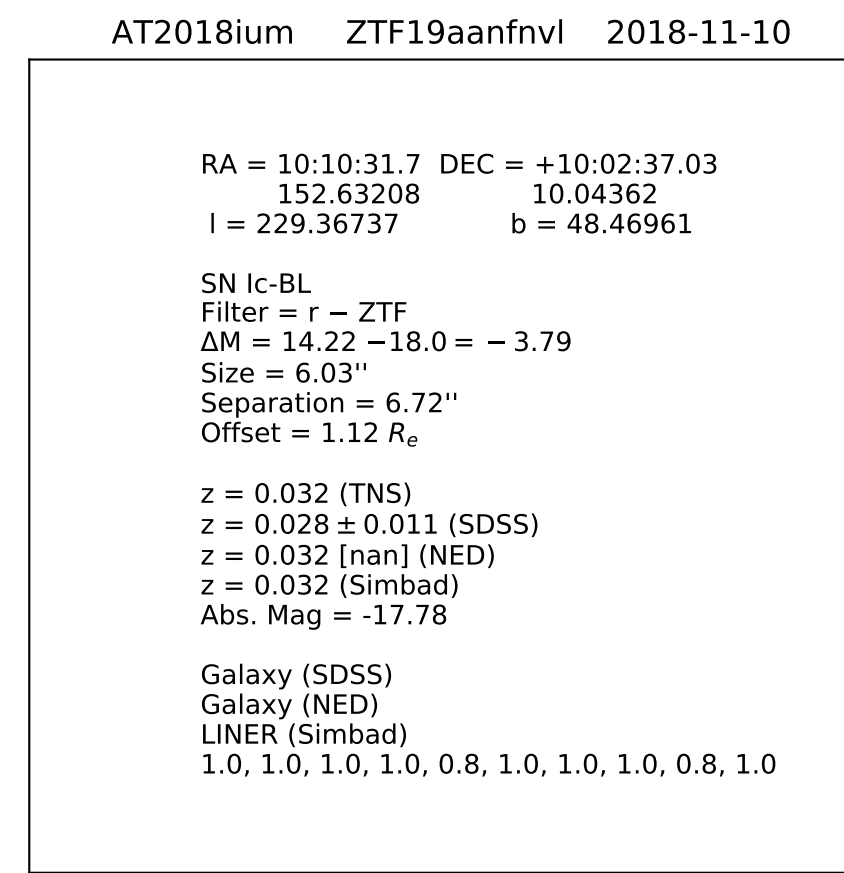 AT2018ium ZTF19aanfnvl 2018-11-10
RA = 10:10:31.7 DEC = +10:02:37.03
152.63208 10.04362
l = 229.36737 b = 48.46961
SN Ic-BL
Filter = r − ZTF
ΔM = 14.22 −18.0 = − 3.79
Size = 6.03''
Separation = 6.72''
Offset = 1.12 Re
z = 0.032 (TNS)
z = 0.028 ± 0.011 (SDSS)
z = 0.032 [nan] (NED)
z = 0.032 (Simbad)
Abs. Mag = -17.78
Galaxy (SDSS)
Galaxy (NED)
LINER (Simbad)
1.0, 1.0, 1.0, 1.0, 0.8, 1.0, 1.0, 1.0, 0.8, 1.0